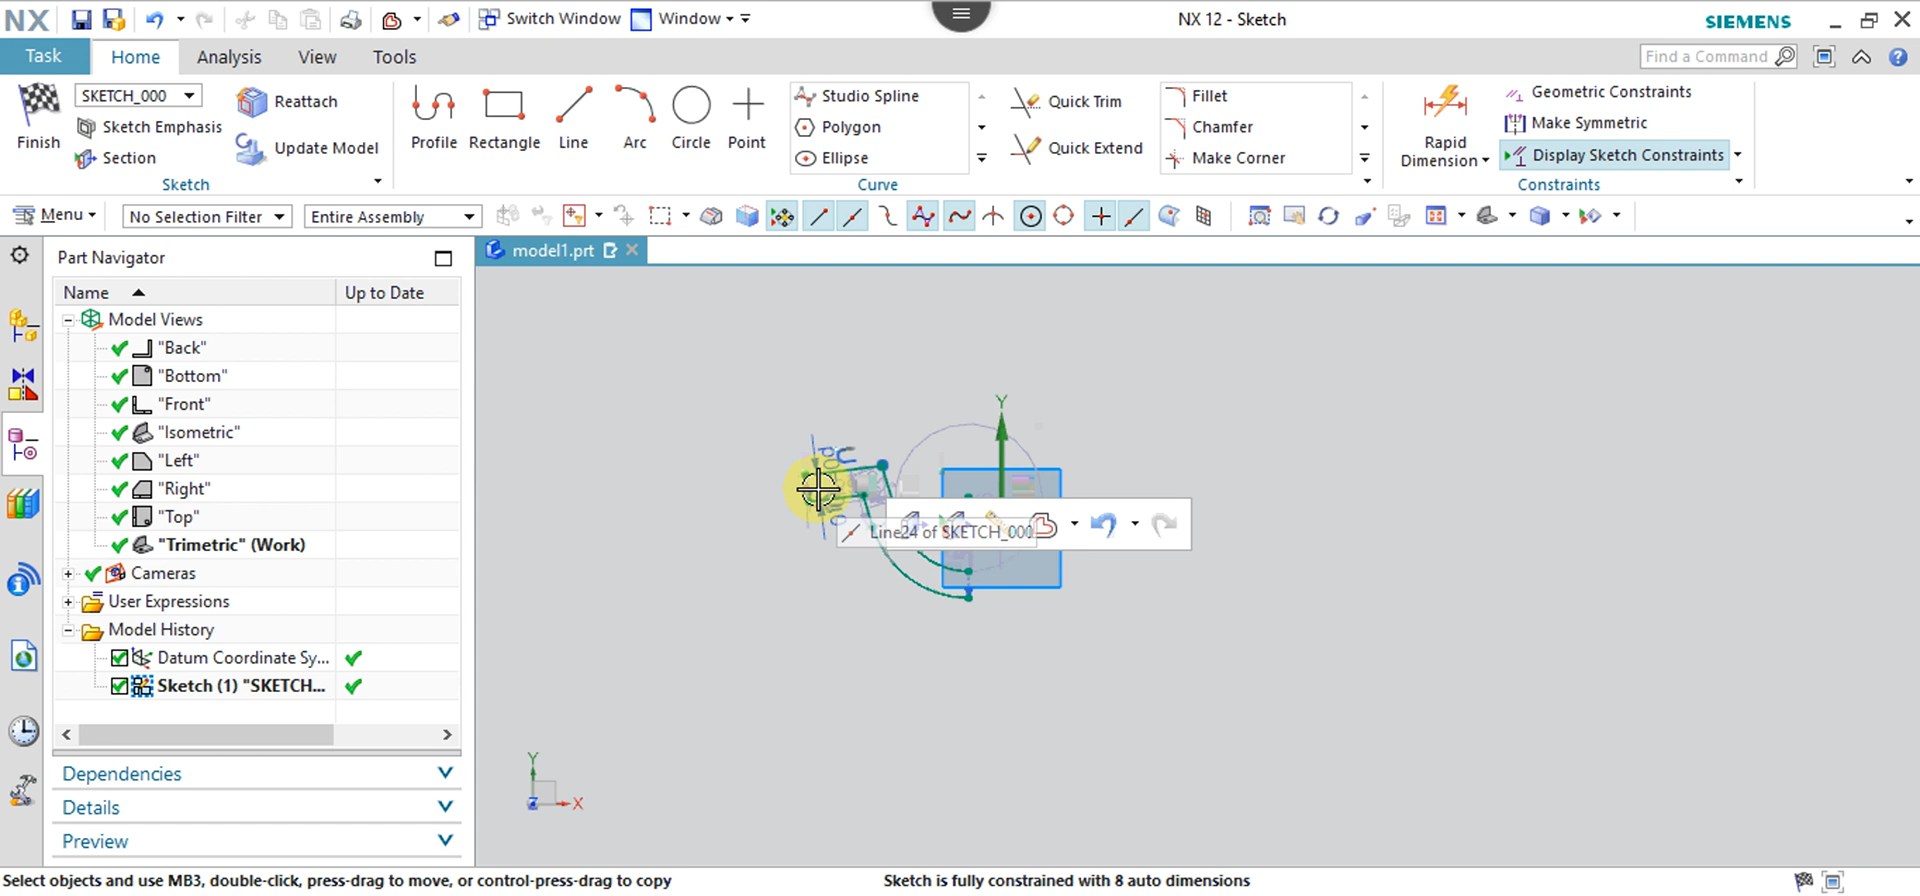 NX
Switch Window
Window
NX 12 - Sketch
SIEMENS
Task
Home
Analysis
View
Tools
Find a Command
SKETCH_000
Reattach
Sketch Emphasis
Finish
Section
Update Model
Sketch
Profile
Rectangle
Line
Arc
Circle
Point
Studio Spline
Polygon
Ellipse
Quick Trim
Quick Extend
Fillet
Chamfer
Make Corner
Curve
Rapid
Dimension
Geometric Constraints
Make Symmetric
Display Sketch Constraints
Constraints
Menu
No Selection Filter
Entire Assembly
Part Navigator
model1.prt
Name
Up to Date
Model Views
"Back"
"Bottom"
"Front"
"Isometric"
"Left"
"Right"
"Top"
"Trimetric" (Work)
Cameras
User Expressions
Model History
Datum Coordinate Sy...
Sketch (1) "SKETCH...
Dependencies
Details
Preview
Y
Line24 of SKETCH_000
Y
Z
X
Select objects and use MB3, double-click, press-drag to move, or control-press-drag to copy
Sketch is fully constrained with 8 auto dimensions